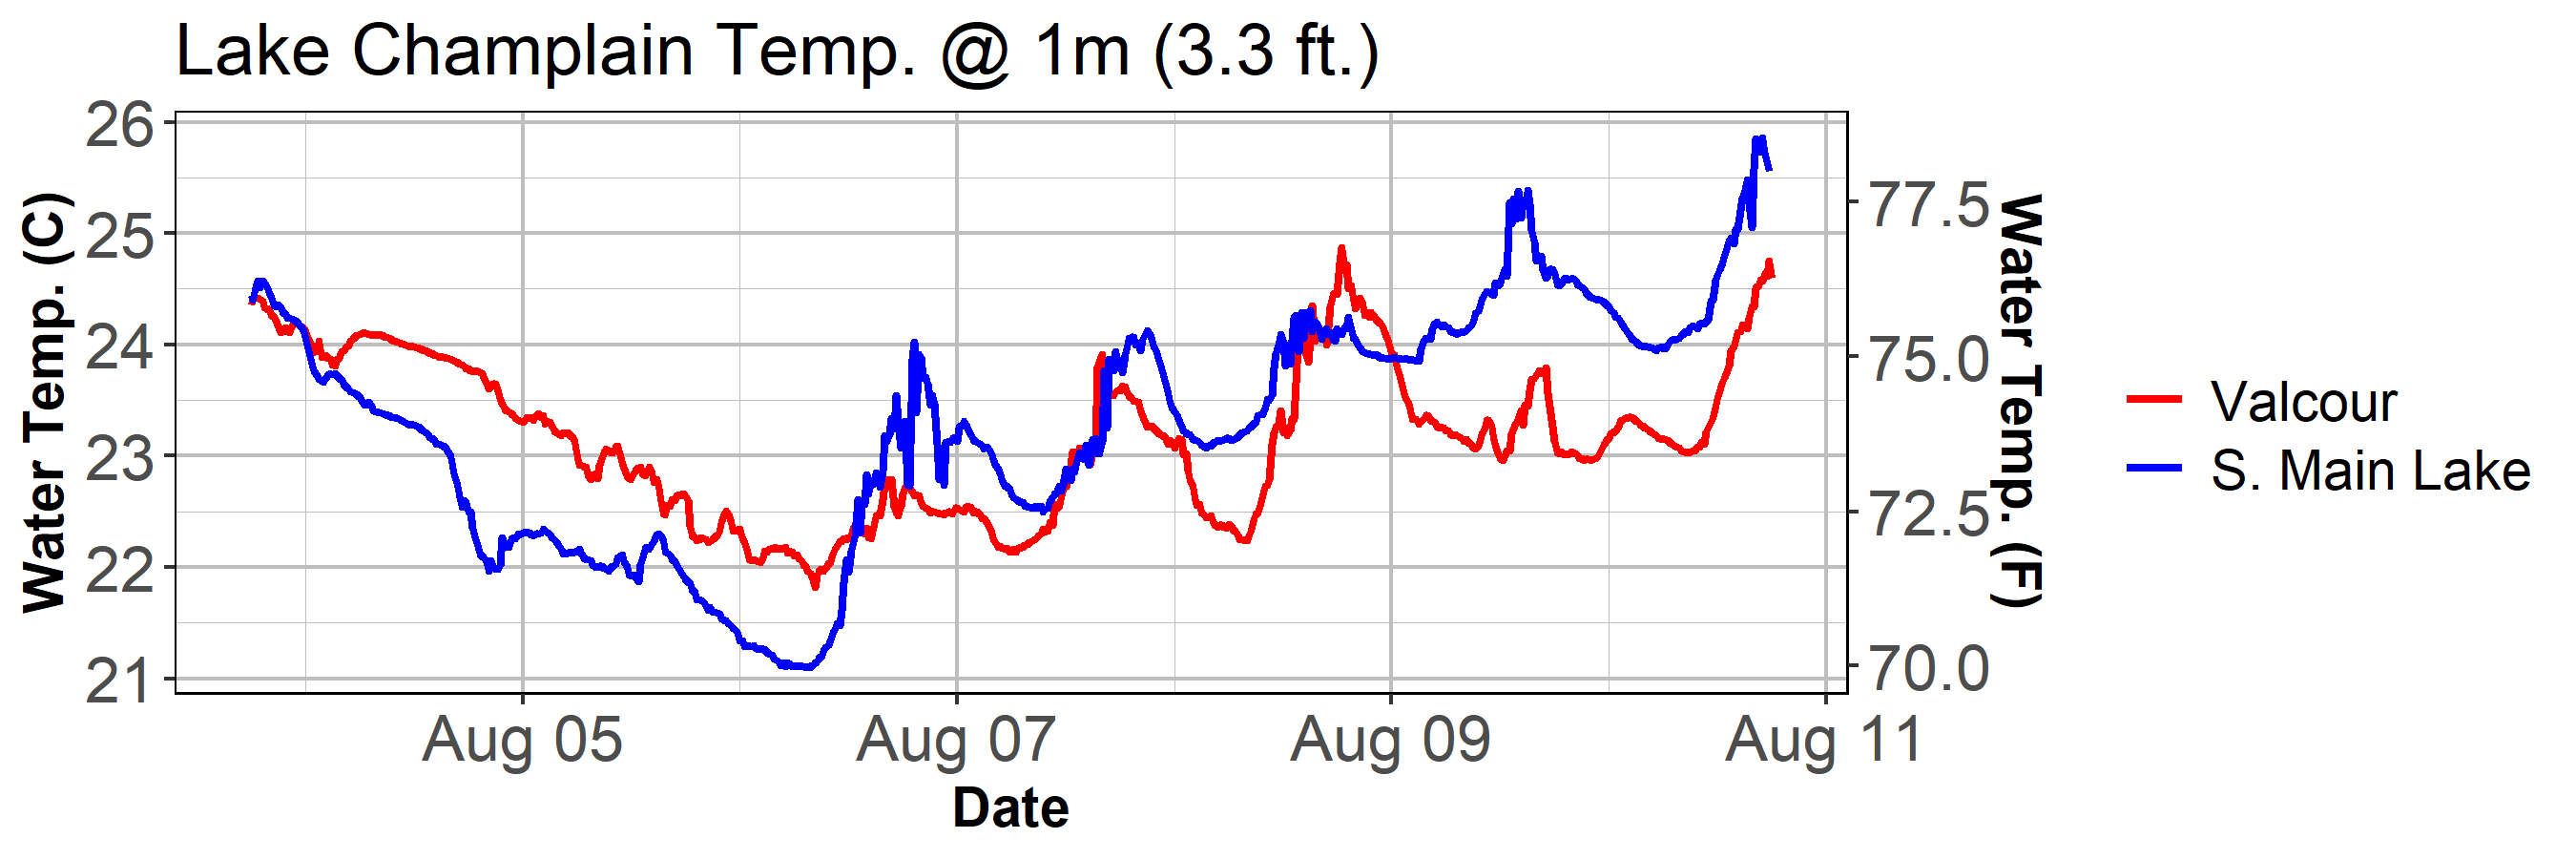 Lake Champlain Temp. @ 1m (3.3 ft.)
Water Temp. (C)
26
25
24
23
22
21
77.5
75.0
72.5
70.0
Water Temp. (F)
Aug 05
Aug 07
Aug 09
Aug 11
Date
Valcour
S. Main Lake